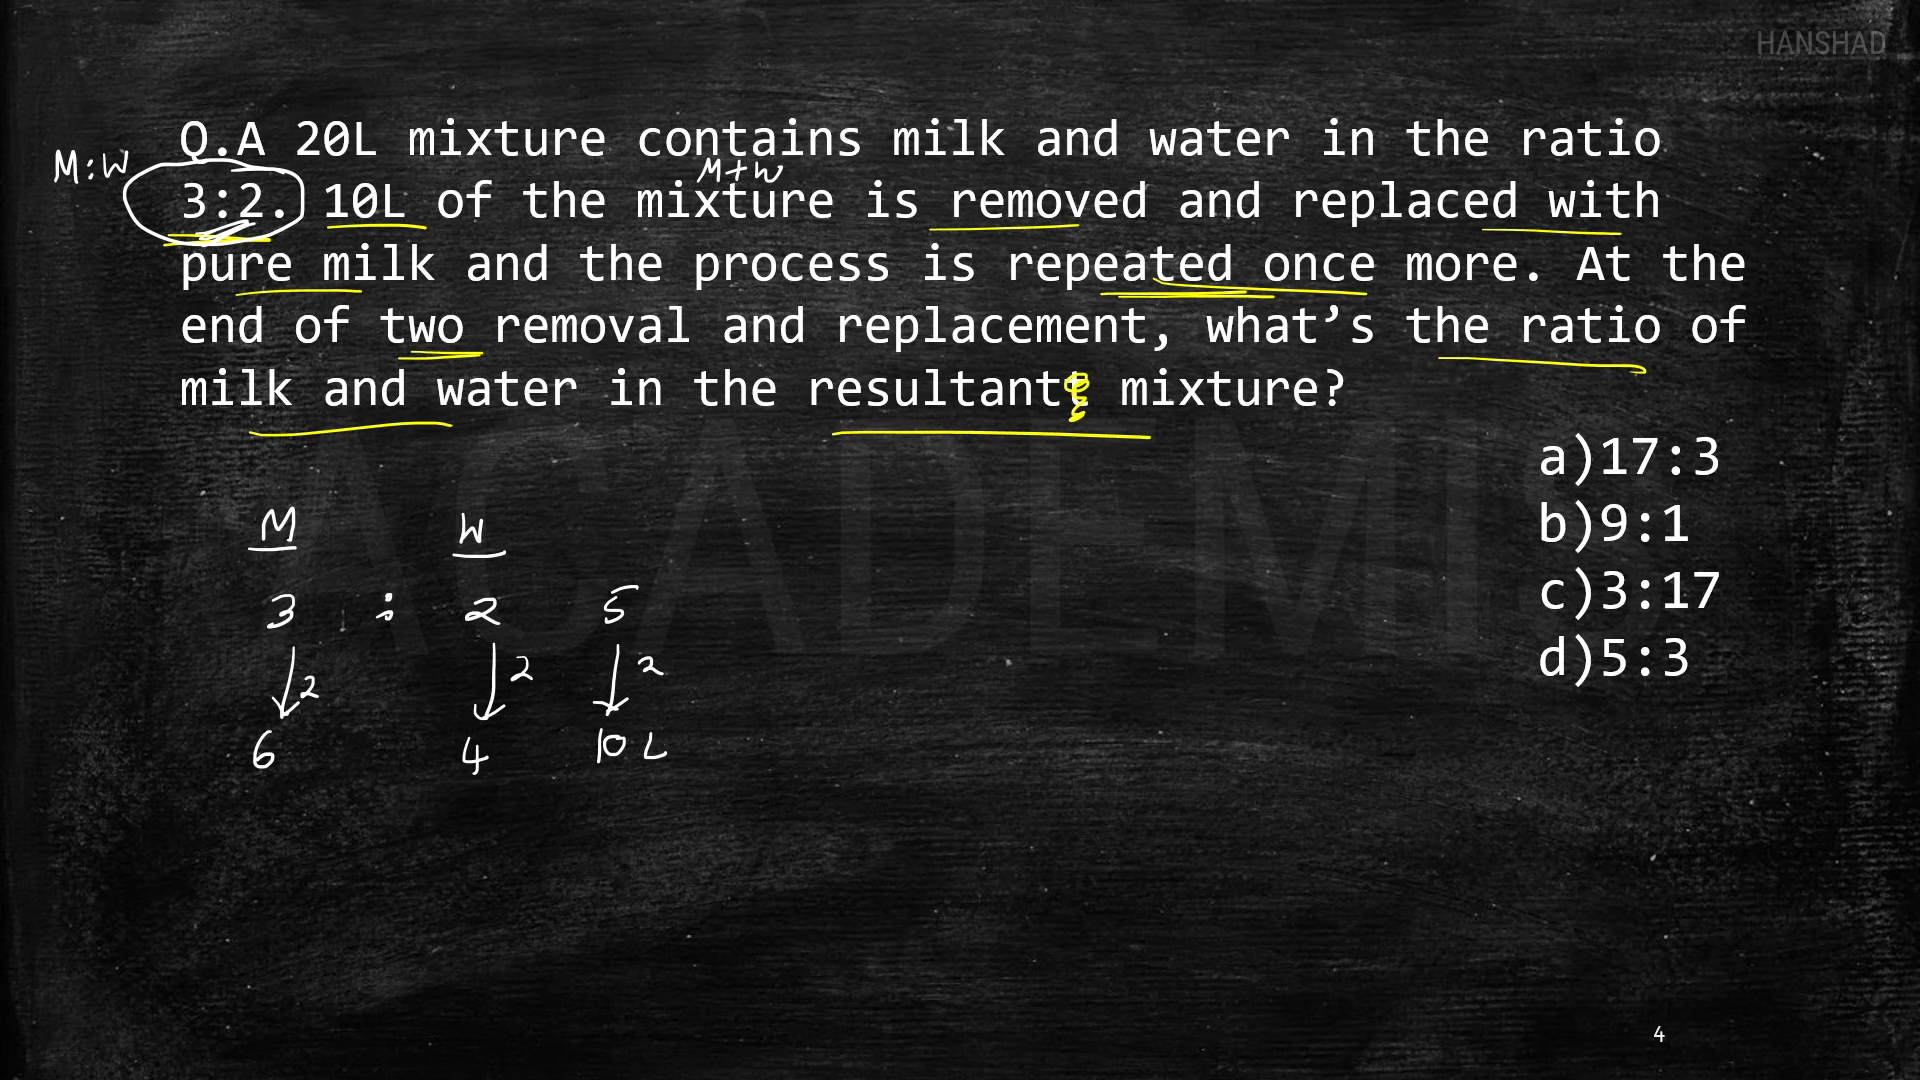 HANSHAD
Q.A 20L mixture contains milk and water in the ratio
M:W
M+W
3:2. 10L of the mixture is removed and replaced with
pure milk and the process is repeated once more. At the
end of two removal and replacement, what’s the ratio of
milk and water in the resultant mixture?
ACADEMIS
a)17:3
b)9:1
c)3:17
d)5:3
M W
3 : 2 5
2 2 2
6 4 10 L
4